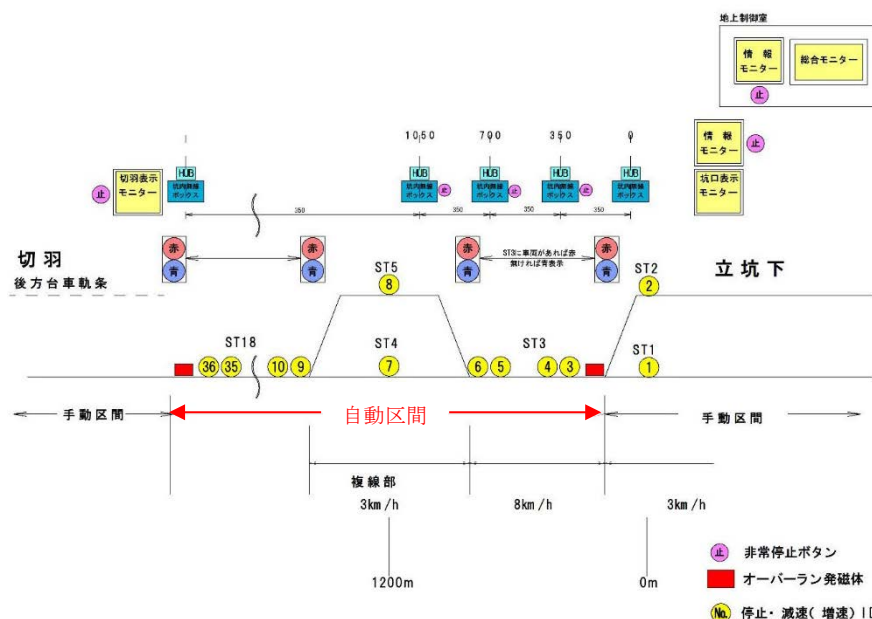 地上制御室
情報
モニター
総合モニター
止
1050
700
350
0
情報
モニター
止
HUB
HUB
HUB
HUB
HUB
止
切羽表示
モニター
坑内無線
ボックス
坑内無線
ボックス
止
坑内無線
ボックス
止
坑内無線
ボックス
止
坑内無線
ボックス
坑口表示
モニター
350
350
350
350
切羽
後方台車軌条
赤
青
赤
青
赤
青
ST3に車両があれば赤
無ければ青表示
赤
青
ST5
8
ST2
2
立坑下
ST18
36
35
10
9
ST4
7
ST3
6
5
4
3
ST1
1
手動区間
自動区間
手動区間
複線部
3km/h
8km/h
3km/h
1200m
0m
止
非常停止ボタン
オーバーラン発磁体
No.
停止・減速(増速)I